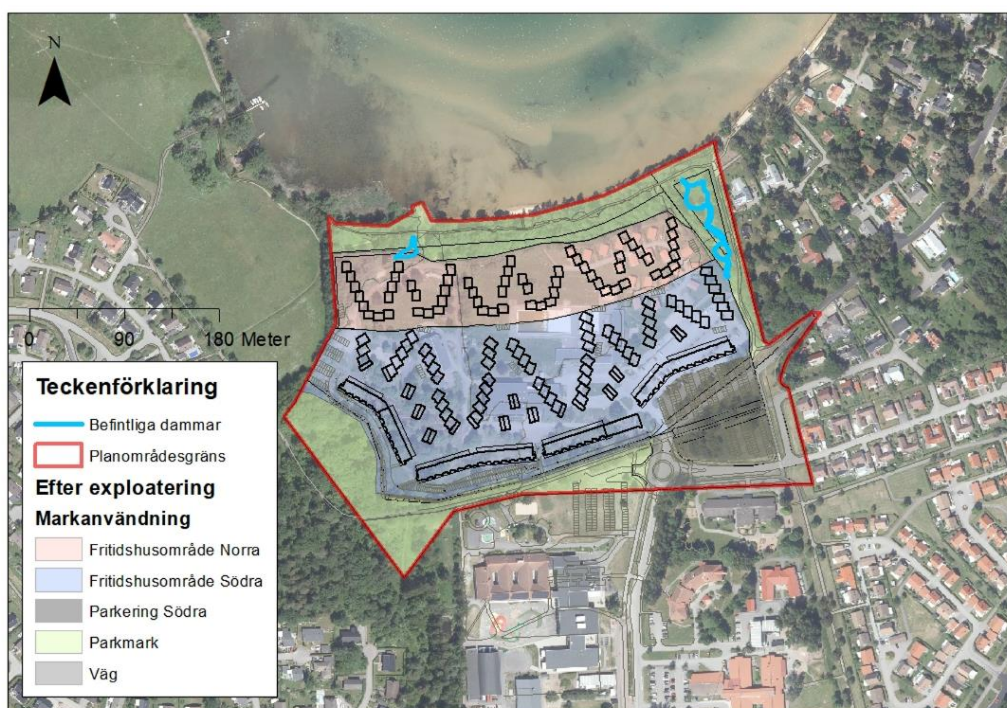 N
0 90 180 Meter
Teckenförklaring
Befintliga dammar
Planområdesgräns
Efter exploatering
Markanvändning
Fritidshusområde Norra
Fritidshusområde Södra
Parkering Södra
Parkmark
Väg